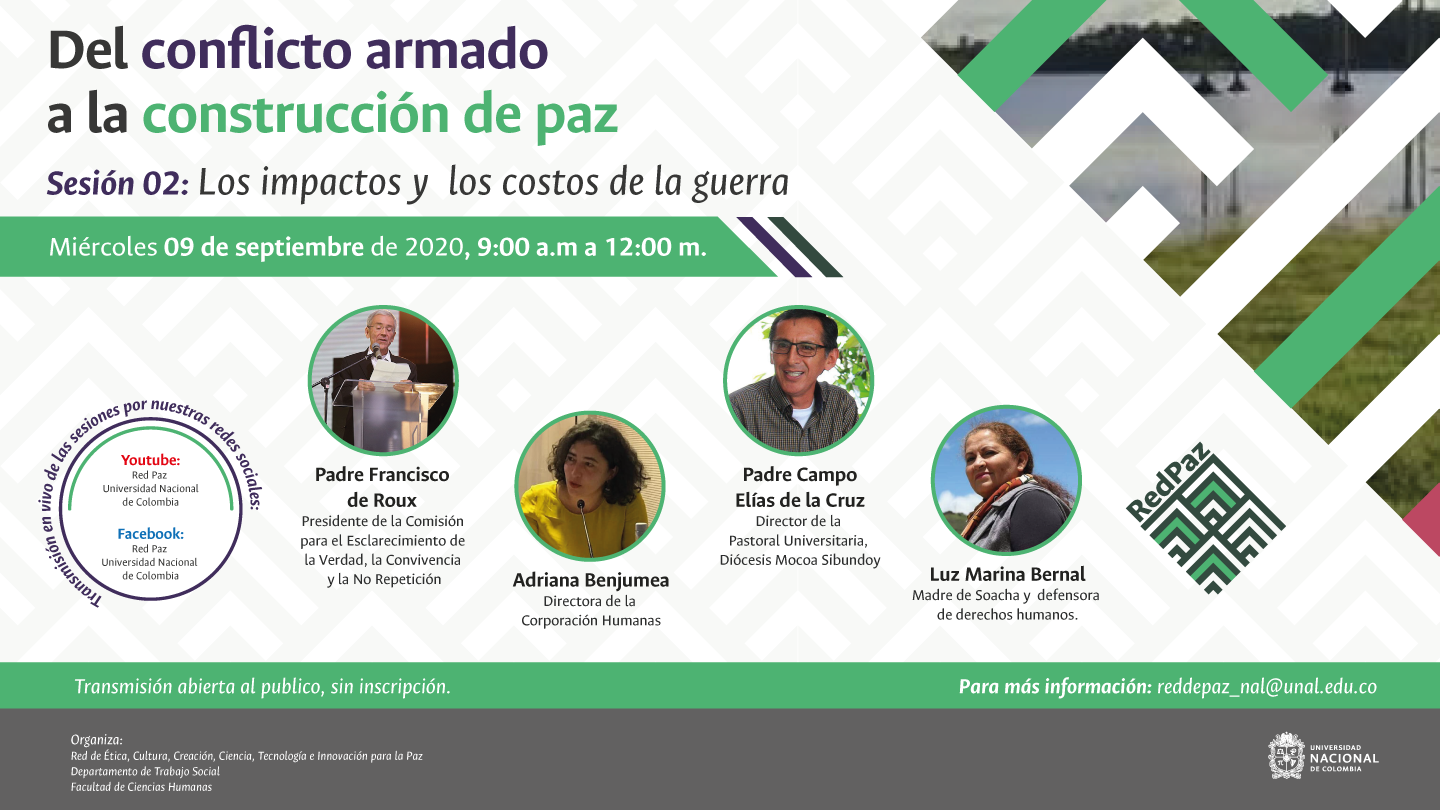 Del conflicto armado
a la construcción de paz
Sesión 02: Los impactos y los costos de la guerra
Miércoles 09 de septiembre de 2020, 9:00 a.m a 12:00 m.
Transmisión en vivo de las sesiones por nuestras redes sociales:
Youtube:
Red Paz
Universidad Nacional
de Colombia
Facebook:
Red Paz
Universidad Nacional
de Colombia
Padre Francisco
de Roux
Presidente de la Comisión
para el Esclarecimiento de
la Verdad, la Convivencia
y la No Repetición
Adriana Benjumea
Directora de la
Corporación Humanas
Padre Campo
Elías de la Cruz
Director de la
Pastoral Universitaria,
Diócesis Mocoa Sibundoy
Luz Marina Bernal
Madre de Soacha y defensora
de derechos humanos.
RedPaz
Transmisión abierta al publico, sin inscripción.
Para más información: reddepaz_nal@unal.edu.co
Organiza:
Red de Ética, Cultura, Creación, Ciencia, Tecnología e Innovación para la Paz
Departamento de Trabajo Social
Facultad de Ciencias Humanas
UNIVERSIDAD
NACIONAL
DE COLOMBIA